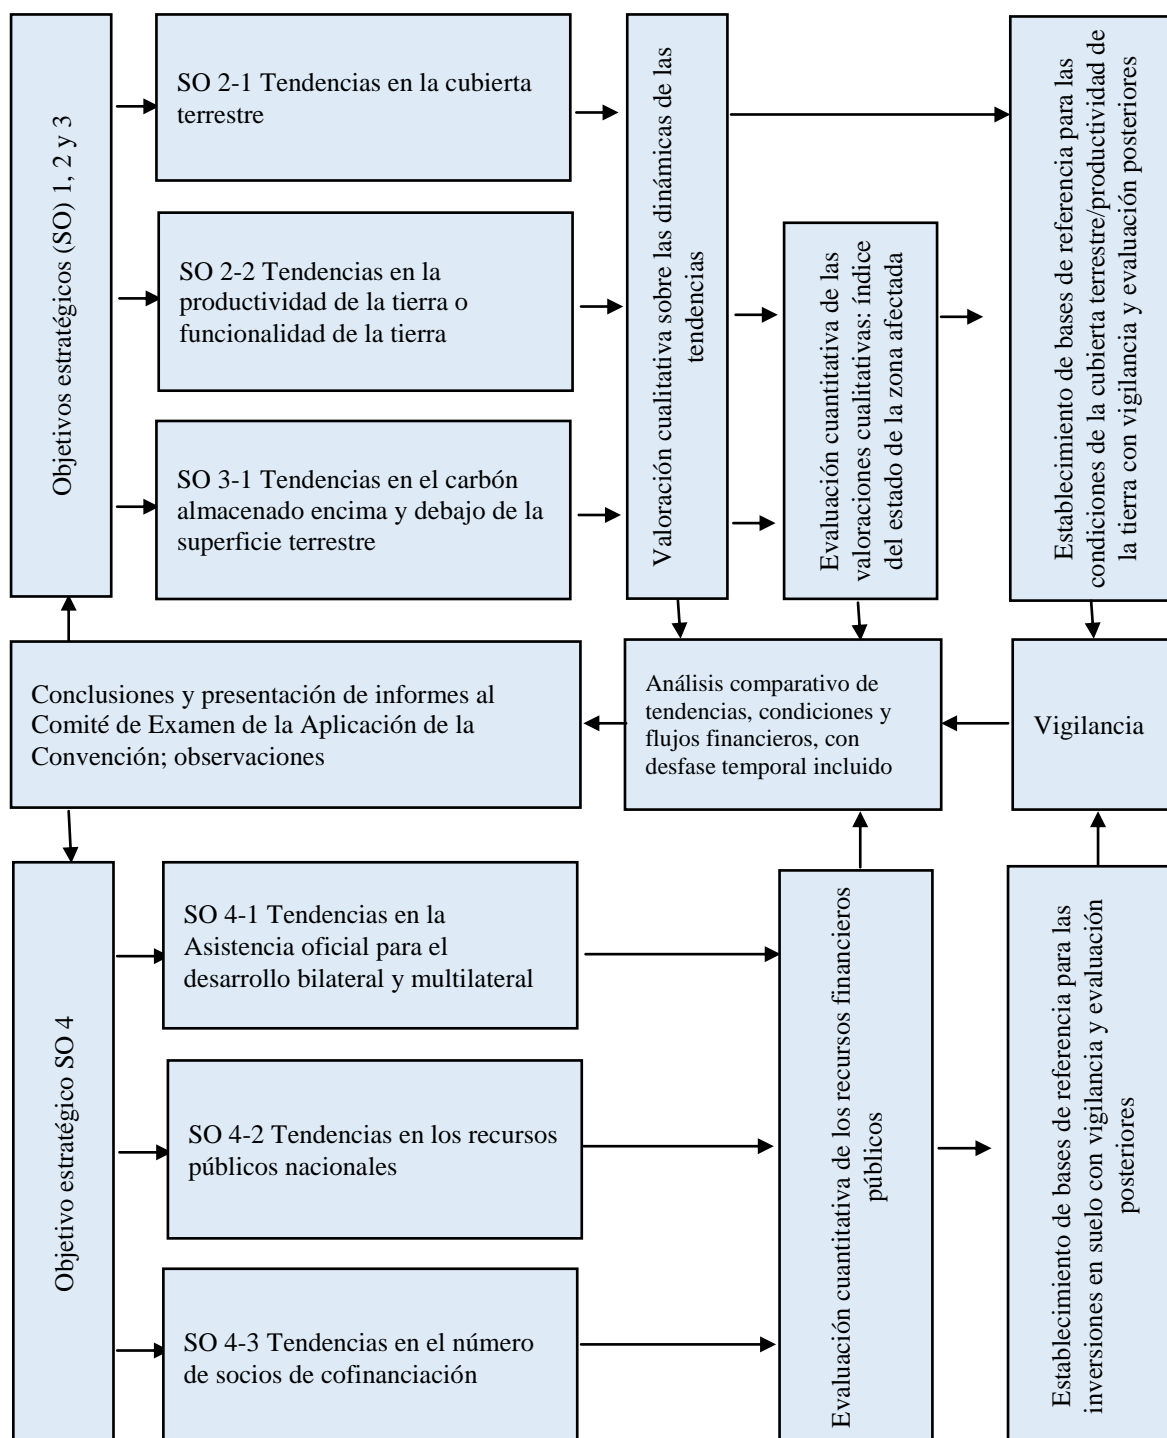 Objetivos estratégicos (SO) 1, 2 y 3
SO 2-1 Tendencias en la cubierta
terrestre
SO 2-2 Tendencias en la
productividad de la tierra o
funcionalidad de la tierra
SO 3-1 Tendencias en el carbón
almacenado encima y debajo de la
superficie terrestre
Valoración cualitativa sobre las dinámicas de las
tendencias
Evaluación cuantitativa de las
valoraciones cualitativas: índice
del estado de la zona afectada
Establecimiento de bases de referencia para las
condiciones de la cubierta terrestre/productividad de
la tierra con vigilancia y evaluación posteriores
Conclusiones y presentación de informes al
Comité de Examen de la Aplicación de la
Convención; observaciones
Análisis comparativo de
tendencias, condiciones y
flujos financieros, con
desfase temporal incluido
Vigilancia
Objetivo estratégico SO 4
SO 4-1 Tendencias en la
Asistencia oficial para el
desarrollo bilateral y multilateral
SO 4-2 Tendencias en los recursos
públicos nacionales
SO 4-3 Tendencias en el número
de socios de cofinanciación
Evaluación cuantitativa de los recursos financieros
públicos
Establecimiento de bases de referencia para las
inversiones en suelo con vigilancia y evaluación
posteriores